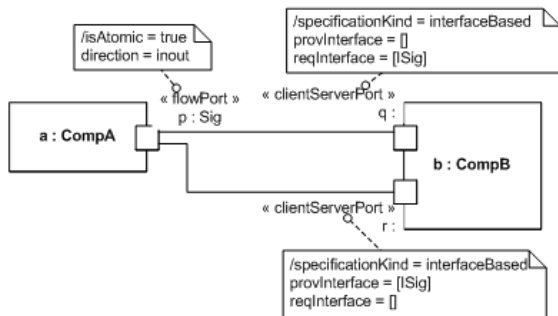 /isAtomic = true
direction = inout
/specificationKind = interfaceBased
provInterface = []
reqInterface = [ISig]
« flowPort »
p : Sig
« clientServerPort »
q :
a : CompA
b : CompB
« clientServerPort »
r :
/specificationKind = interfaceBased
provInterface = [ISig]
reqInterface = []